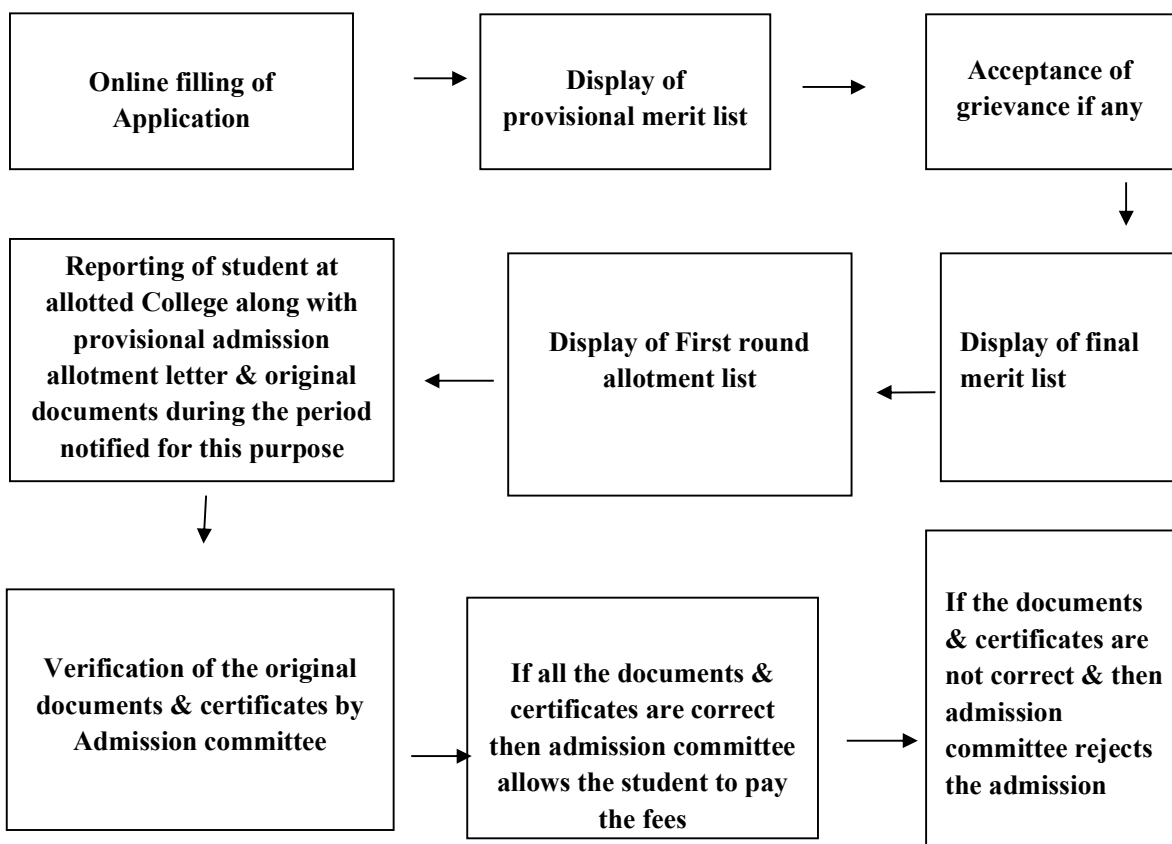 Online filling of
Application
Display of
provisional merit list
Acceptance of
grievance if any
Display of final
merit list
Display of First round
allotment list
Reporting of student at
allotted College along with
provisional admission
allotment letter & original
documents during the period
notified for this purpose
Verification of the original
documents & certificates by
Admission committee
If all the documents &
certificates are correct
then admission committee
allows the student to pay
the fees
If the documents
& certificates are
not correct & then
admission
committee rejects
the admission